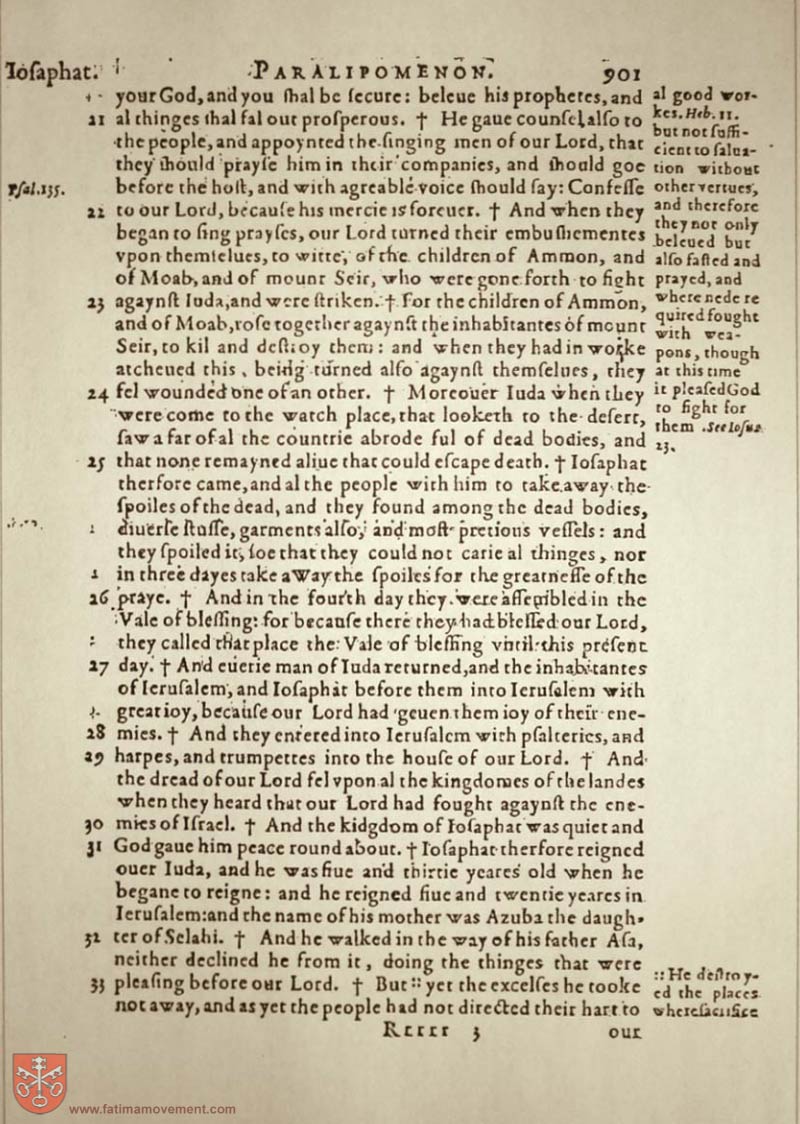 Iosaphat.
PARALIPOMENON.
901
your God, and you ſhal be ſecure: beleue his prophetes, and
21 al thinges ſhal fal out proſperous. † He gaue counſel alſo to
the people, and appoynted the ſinging men of our Lord, that
they ſhould prayſe him in their companies, and ſhould goe
before the hoſt, and with agreable voice ſhould ſay: Confeſſe
22 to our Lord, becauſe his mercie is foreuer. † And when they
began to ſing prayſes, our Lord turned their embuſhementes
vpon themſelues, to witte, of the children of Ammon, and
of Moab, and of mount Seir, who were gone forth to fight
23 agaynſt Iuda, and were ſtriken. † For the children of Ammon,
and of Moab, roſe together agaynſt the inhabitantes of mount
Seir, to kil and deſtroy them: and when they had in worke
atcheued this, being turned alſo agaynſt themſelues, they
24 fel wounded one of an other. † Moreouer Iuda when they
were come to the watch place, that looketh to the deſert,
ſaw a far of al the countrie abrode ful of dead bodies, and
25 that none remayned aliue that could eſcape death. † Ioſaphat
therfore came, and al the people with him to take away the
ſpoiles of the dead, and they found among the dead bodies,
diuerſe ſtuffe, garments alſo, and moſt pretious veſſels: and
they ſpoiled it, ſoe that they could not carie al thinges, nor
in three dayes take away the ſpoiles for the greatneſſe of the
26 praye. † And in the fourth day they were aſſembled in the
Vale of bleſſing: for becauſe there they had bleſſed our Lord,
they called that place the Vale of bleſſing vntil this preſent
27 day. † And euerie man of Iuda returned, and the inhabitantes
of Ieruſalem, and Ioſaphat before them into Ieruſalem with
great ioy, becauſe our Lord had geuen them ioy of their ene-
28 mies. † And they entered into Ieruſalem with pſalteries, and
29 harpes, and trumpettes into the houſe of our Lord. † And
the dread of our Lord fel vpon al the kingdomes of the landes
when they heard that our Lord had fought agaynſt the ene-
30 mies of Iſrael. † And the kidgdom of Ioſaphat was quiet and
31 God gaue him peace round about. † Ioſaphat therfore reigned
ouer Iuda, and he was fiue and thirtie yeares old when he
began to reigne: and he reigned fiue and twentie yeares in
Ieruſalem: and the name of his mother was Azuba the daugh-
32 ter of Selahi. † And he walked in the way of his father Aſa,
neither declined he from it, doing the thinges that were
33 pleaſing before our Lord. † But :: yet the excelſes he tooke
not away, and as yet the people had not directed their hart to
Rrrrr 3
our
Pſal.135.
al good wor-
kes. Heb. 11.
but not ſuffi-
cient to ſalua-
tion without
other vertues,
and therefore
they not only
beleued but
alſo faſted and
prayed, and
where nede re
quired fought
with wea-
pons, though
at this time
it pleaſed God
to fight for
them. See Ioſue
23.
:: He deſtroy-
ed the places
where ſacrifice
www.fatimamovement.com